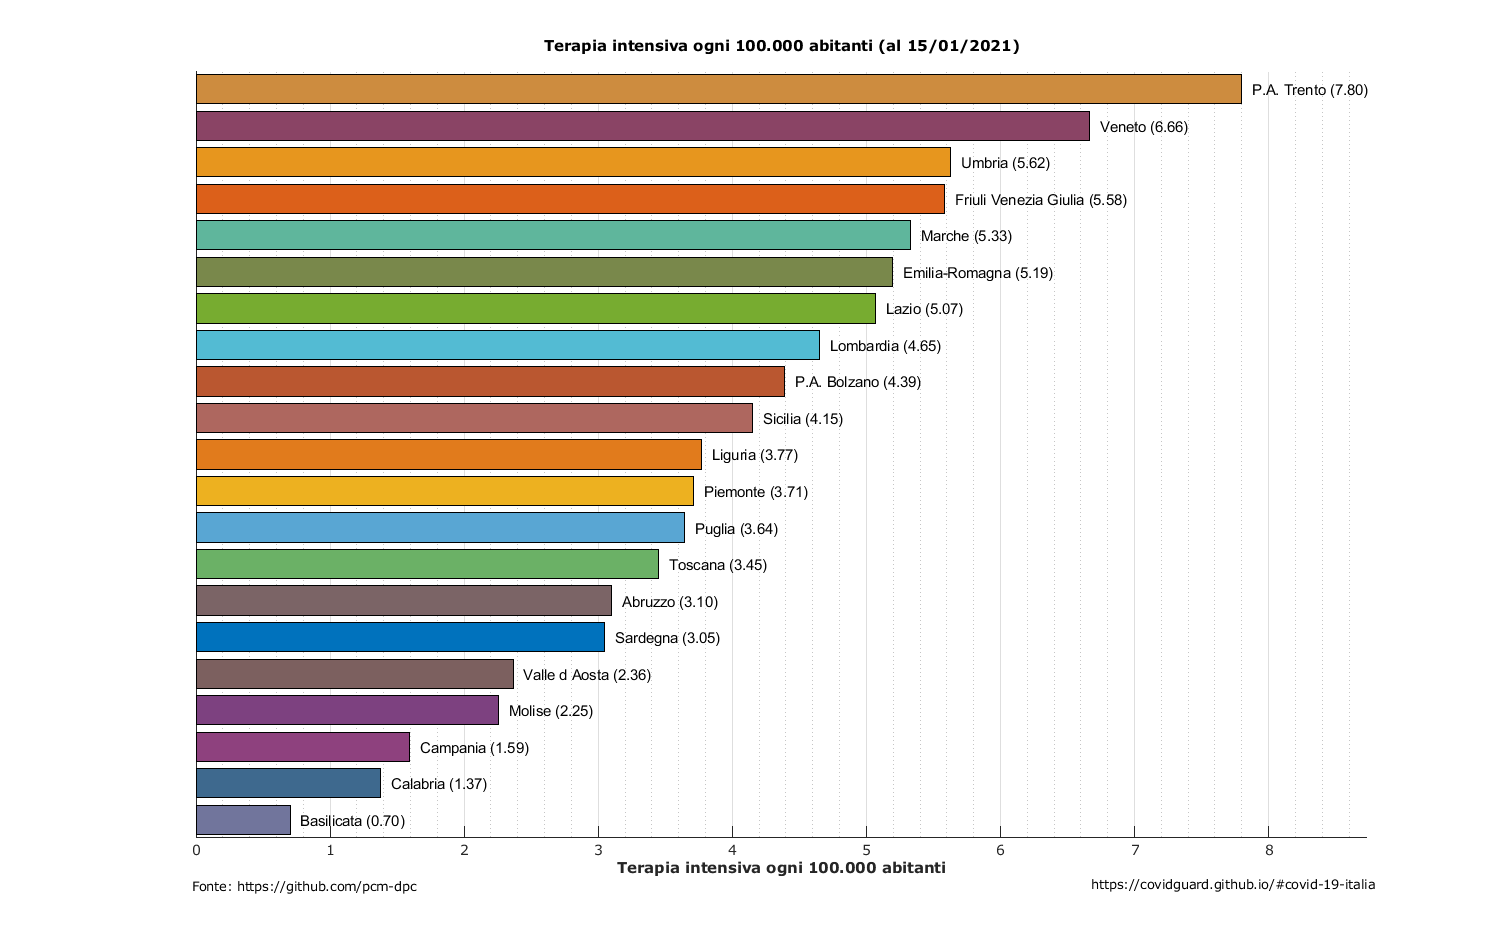 Terapia intensiva ogni 100.000 abitanti (al 15/01/2021)
P.A. Trento (7.80)
Veneto (6.66)
Umbria (5.62)
Friuli Venezia Giulia (5.58)
Marche (5.33)
Emilia-Romagna (5.19)
Lazio (5.07)
Lombardia (4.65)
P.A. Bolzano (4.39)
Sicilia (4.15)
Liguria (3.77)
Piemonte (3.71)
Puglia (3.64)
Toscana (3.45)
Abruzzo (3.10)
Sardegna (3.05)
Valle d Aosta (2.36)
Molise (2.25)
Campania (1.59)
Calabria (1.37)
Basilicata (0.70)
0 1 2 3 4 5 6 7 8
Terapia intensiva ogni 100.000 abitanti
Fonte: https://github.com/pcm-dpc
https://covidguard.github.io/#covid-19-italia